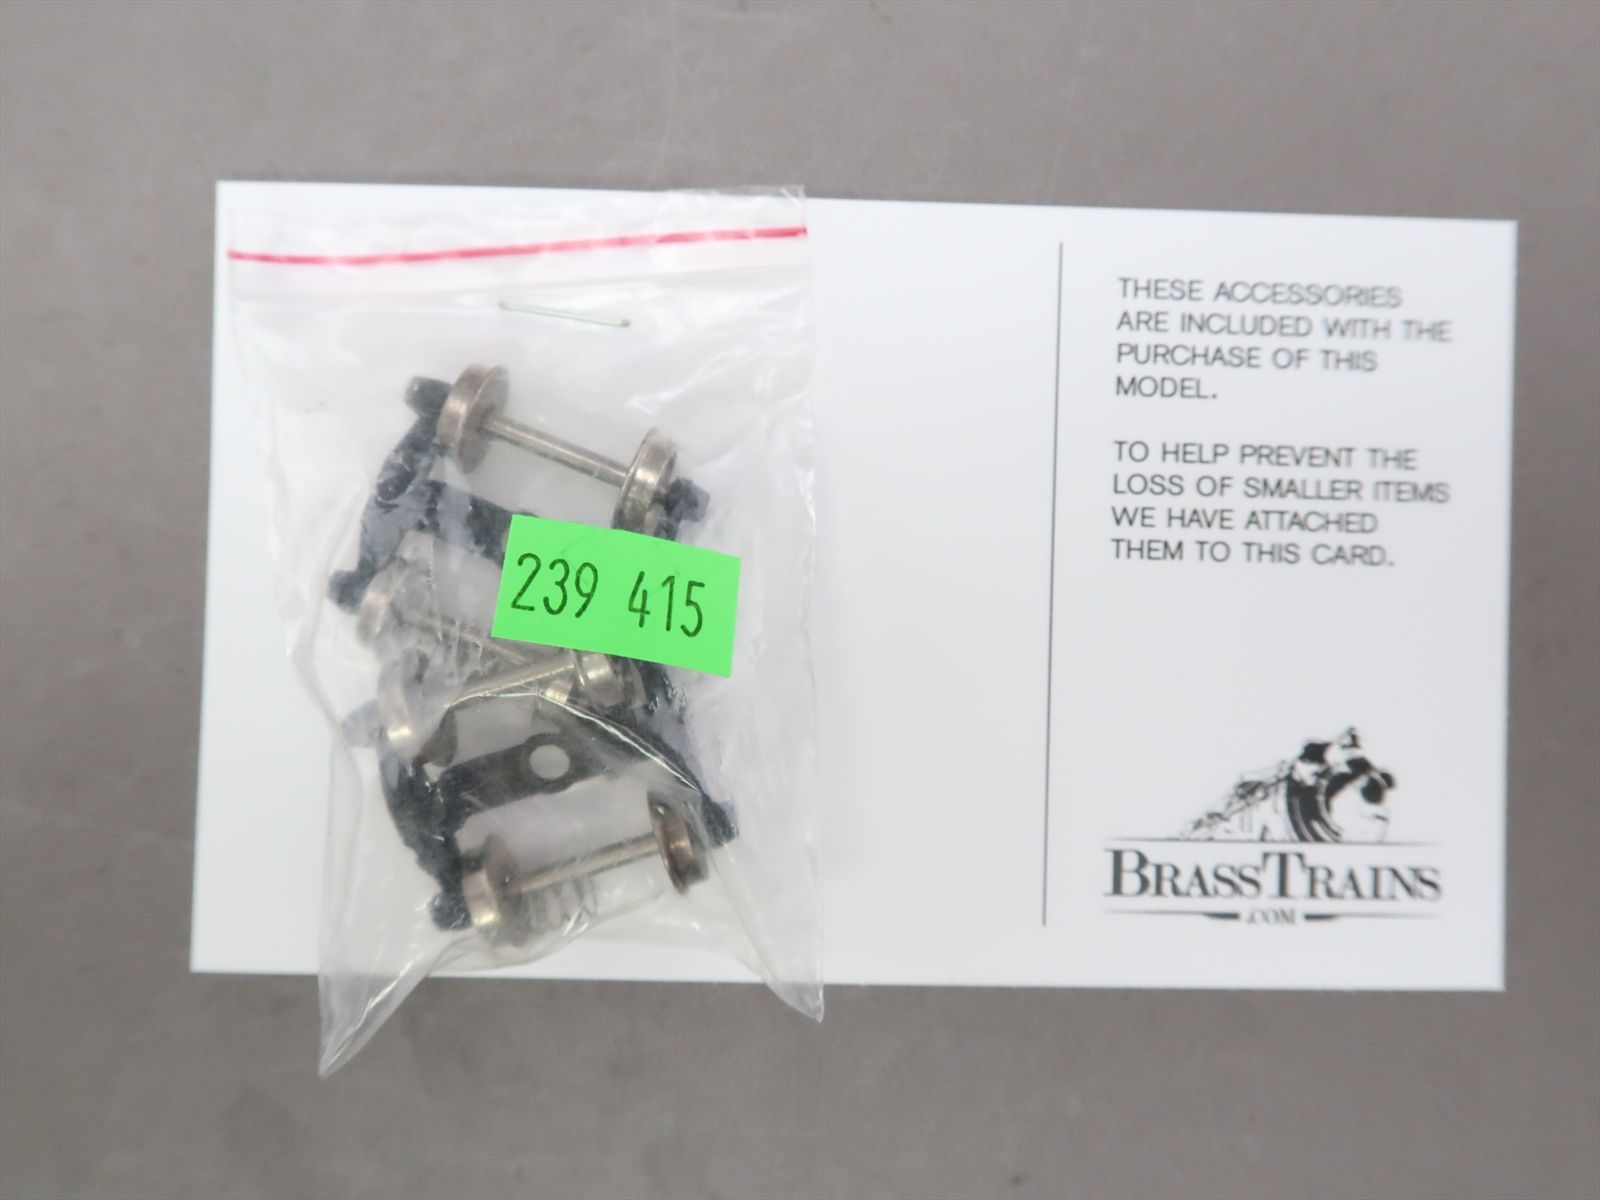 239 415
THESE ACCESSORIES
ARE INCLUDED WITH THE
PURCHASE OF THIS
MODEL.
TO HELP PREVENT THE
LOSS OF SMALLER ITEMS
WE HAVE ATTACHED
THEM TO THIS CARD.
BRASSTRAINS
.COM